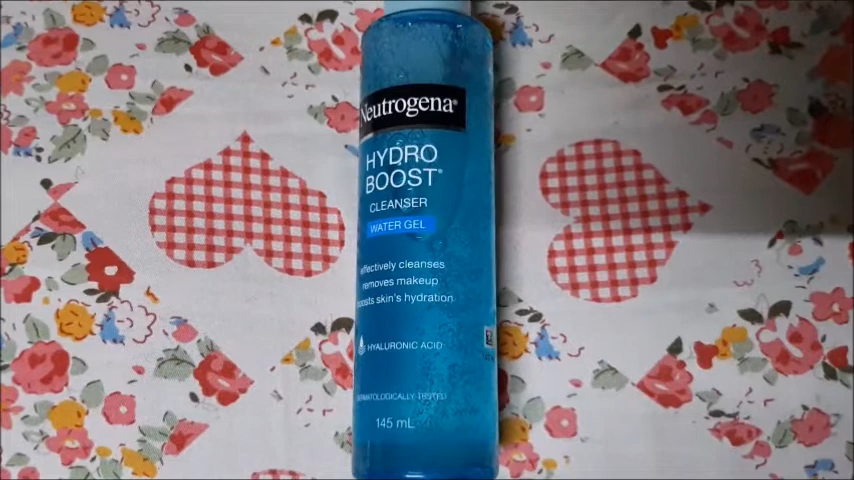 Neutrogena®
HYDRO
BOOST®
CLEANSER
WATER GEL
effectively cleanses
removes makeup
boosts skin's hydration
HYALURONIC ACID
DERMATOLOGICALLY TESTED
145 mL